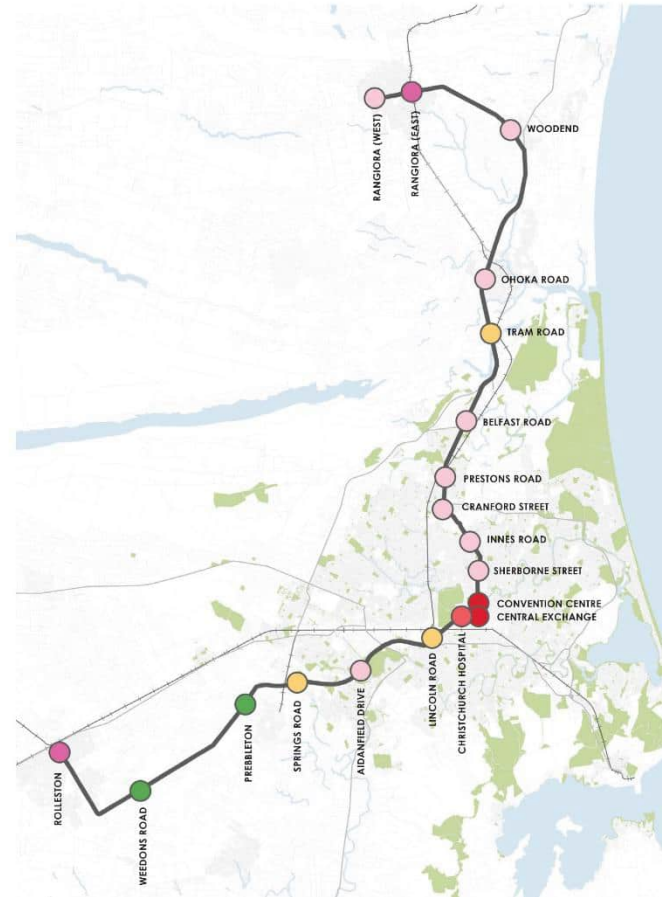 RANGIORA (WEST)
RANGIORA (EAST)
WOODEND
OHOKA ROAD
TRAM ROAD
BELFAST ROAD
PRESTONS ROAD
CRANFORD STREET
INNES ROAD
SHERBORNE STREET
CONVENTION CENTRE
CENTRAL EXCHANGE
CHRISTCHURCH HOSPITAL
LINCOLN ROAD
AIDANFIELD DRIVE
SPRINGS ROAD
PREBBLETON
WEEDONS ROAD
ROLLESTON